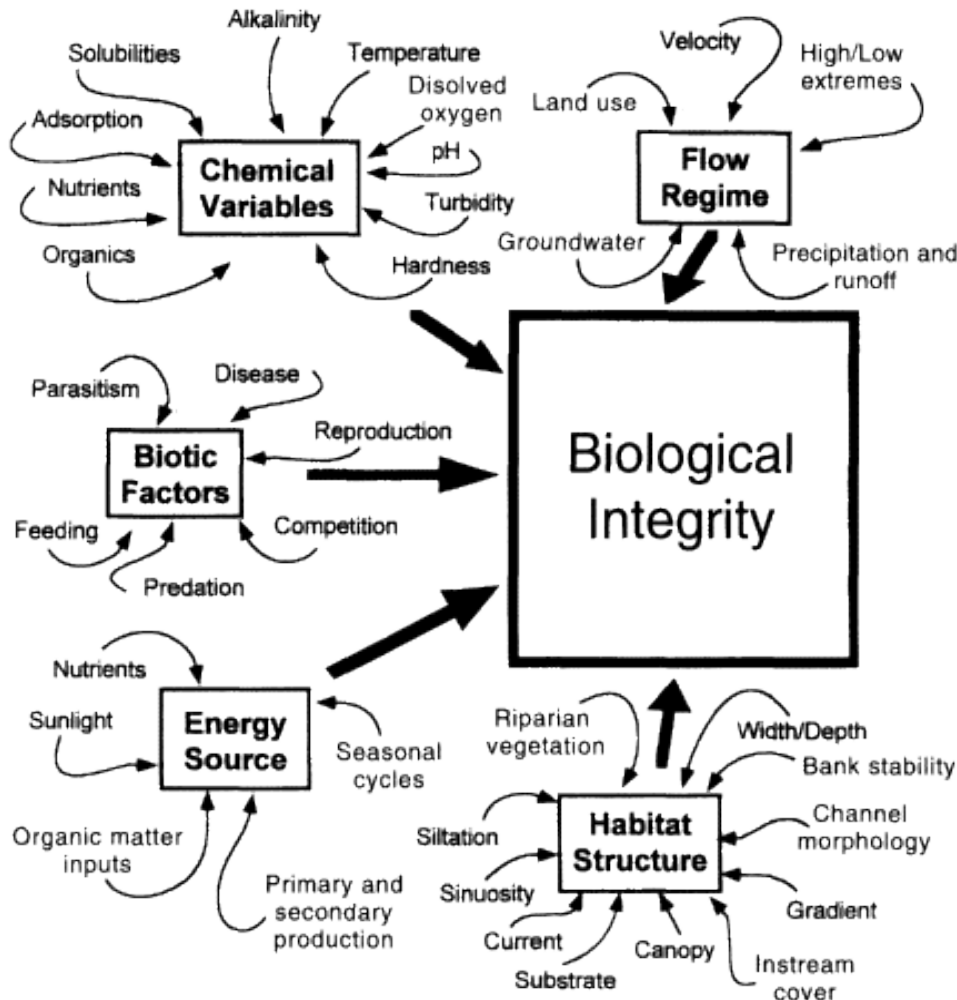 Alkalinity
Solubilities
Temperature
Disolved
oxygen
Adsorption
pH
Nutrients
Turbidity
Organics
Hardness
Chemical
Variables
Velocity
High/Low
extremes
Land use
Flow
Regime
Groundwater
Precipitation and
runoff
Parasitism
Disease
Reproduction
Biotic
Factors
Feeding
Competition
Predation
Biological
Integrity
Nutrients
Sunlight
Energy
Source
Seasonal
cycles
Organic matter
inputs
Primary and
secondary
production
Riparian
vegetation
Width/Depth
Bank stability
Siltation
Habitat
Structure
Channel
morphology
Sinuosity
Gradient
Current
Canopy
Substrate
Instream
cover